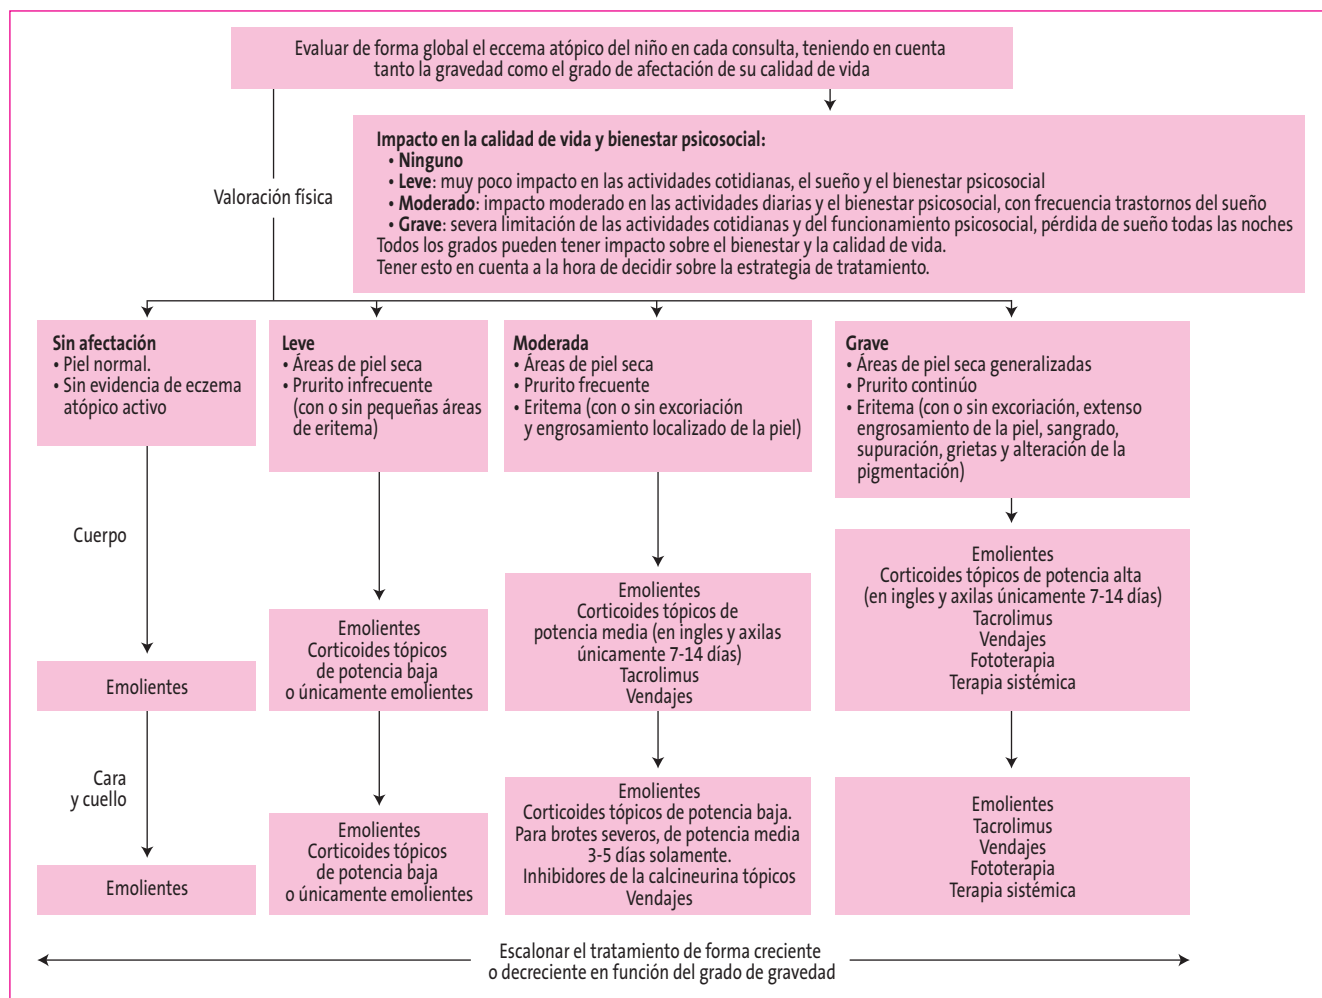 Evaluar de forma global el eccema atópico del niño en cada consulta, teniendo en cuenta
tanto la gravedad como el grado de afectación de su calidad de vida
Impacto en la calidad de vida y bienestar psicosocial:
• Ninguno
• Leve: muy poco impacto en las actividades cotidianas, el sueño y el bienestar psicosocial
• Moderado: impacto moderado en las actividades diarias y el bienestar psicosocial, con frecuencia trastornos del sueño
• Grave: severa limitación de las actividades cotidianas y del funcionamiento psicosocial, pérdida de sueño todas las noches
Todos los grados pueden tener impacto sobre el bienestar y la calidad de vida.
Tener esto en cuenta a la hora de decidir sobre la estrategia de tratamiento.
Valoración física
Sin afectación
• Piel normal.
• Sin evidencia de eczema
atópico activo
Leve
• Áreas de piel seca
• Prurito infrecuente
(con o sin pequeñas áreas
de eritema)
Moderada
• Áreas de piel seca
• Prurito frecuente
• Eritema (con o sin excoriación
y engrosamiento localizado de la piel)
Grave
• Áreas de piel seca generalizadas
• Prurito continúo
• Eritema (con o sin excoriación, extenso
engrosamiento de la piel, sangrado,
supuración, grietas y alteración de la
pigmentación)
Cuerpo
Emolientes
Emolientes
Corticoides tópicos
de potencia baja
o únicamente emolientes
Emolientes
Corticoides tópicos de
potencia media (en ingles y axilas
únicamente 7-14 días)
Tacrolimus
Vendajes
Emolientes
Corticoides tópicos de potencia alta
(en ingles y axilas únicamente 7-14 días)
Tacrolimus
Vendajes
Fototerapia
Terapia sistémica
Cara
y cuello
Emolientes
Emolientes
Corticoides tópicos
de potencia baja
o únicamente emolientes
Emolientes
Corticoides tópicos de potencia baja.
Para brotes severos, de potencia media
3-5 días solamente.
Inhibidores de la calcineurina tópicos
Vendajes
Emolientes
Tacrolimus
Vendajes
Fototerapia
Terapia sistémica
Escalonar el tratamiento de forma creciente
o decreciente en función del grado de gravedad